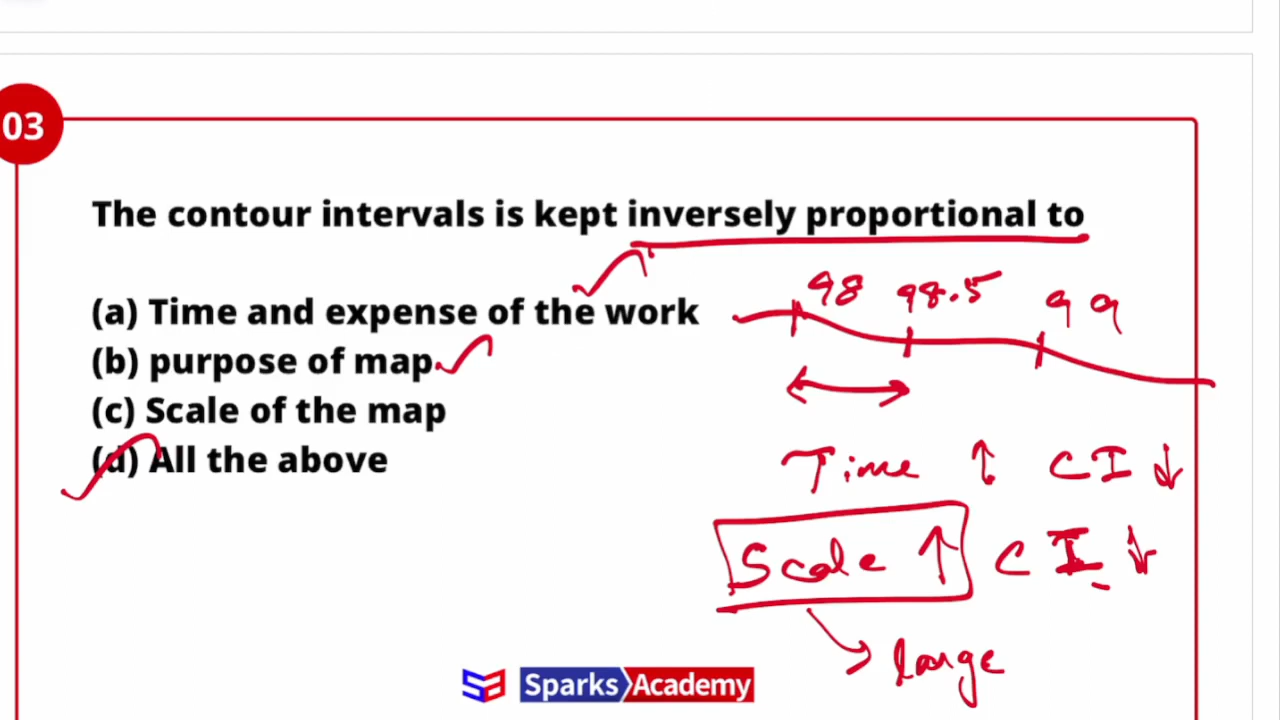 03
The contour intervals is kept inversely proportional to
(a) Time and expense of the work
(b) purpose of map
(c) Scale of the map
(d) All the above
98 98.5 99
Time ↑ CI ↓
Scale ↑ CI ↓
large
Sparks Academy